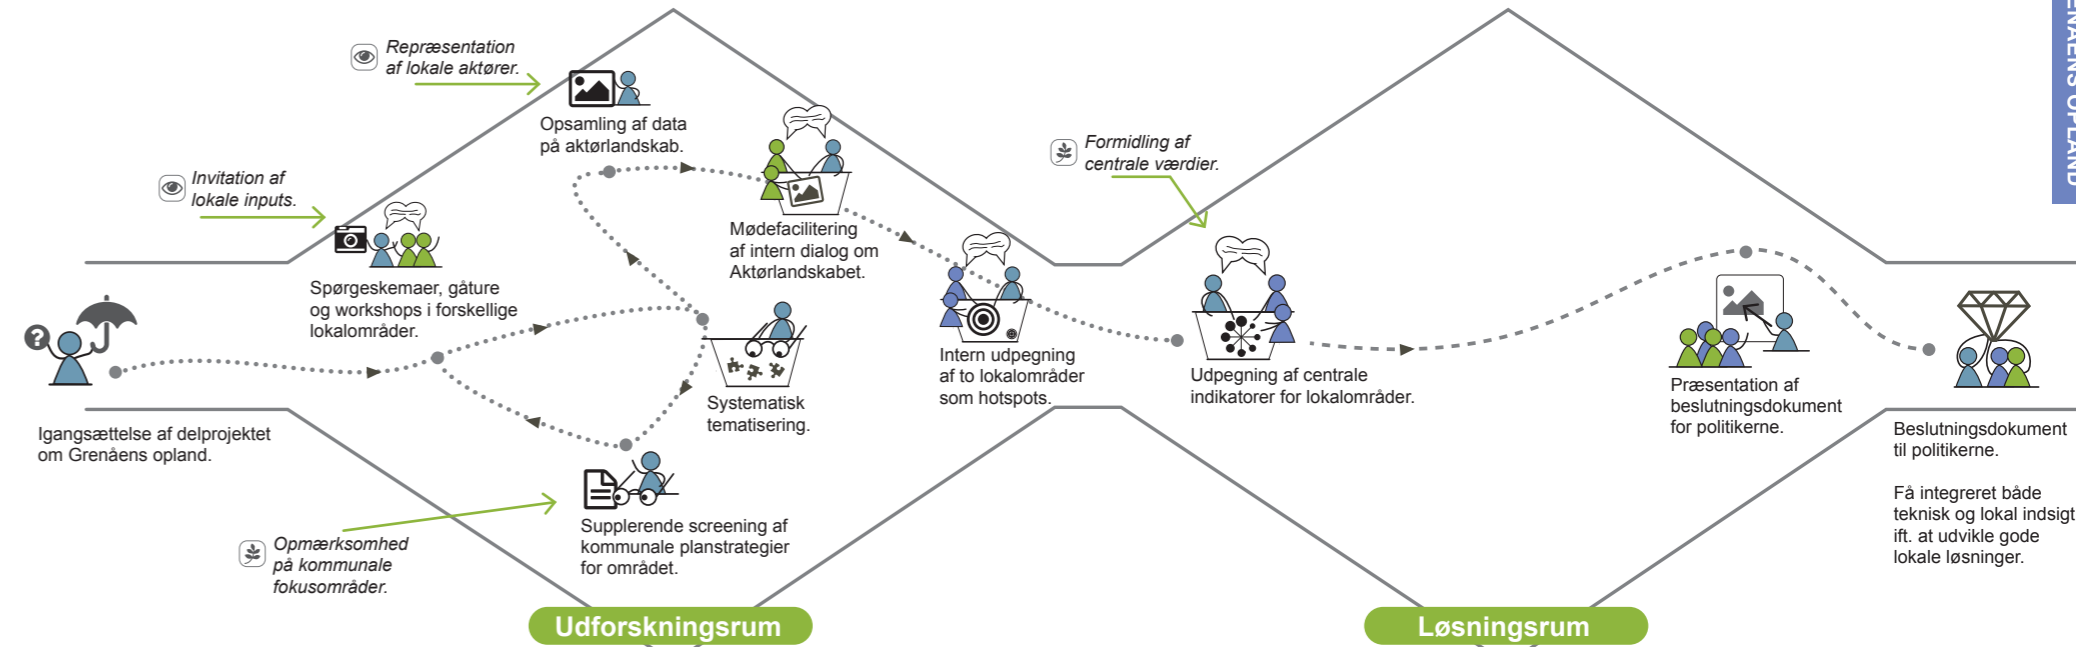 Repræsentation
af lokale aktører.
Opsamling af data
på aktørlandskab.
Invitation af
lokale inputs.
Spørgeskemaer, gåture
og workshops i forskellige
lokalområder.
Mødefacilitering
af intern dialog om
Aktørlandskabet.
Formidling af
centrale værdier.
?
Igangsættelse af delprojektet
om Grenåens opland.
Systematisk
tematisering.
Intern udpegning
af to lokalområder
som hotspots.
Udpegning af centrale
indikatorer for lokalområder.
Præsentation af
beslutningsdokument
for politikerne.
Beslutningsdokument
til politikerne.
Få integreret både
teknisk og lokal indsigt
ift. at udvikle gode
lokale løsninger.
Supplerende screening af
kommunale planstrategier
for området.
Opmærksomhed
på kommunale
fokusområder.
Udforskningsrum
Løsningsrum
OPLAND